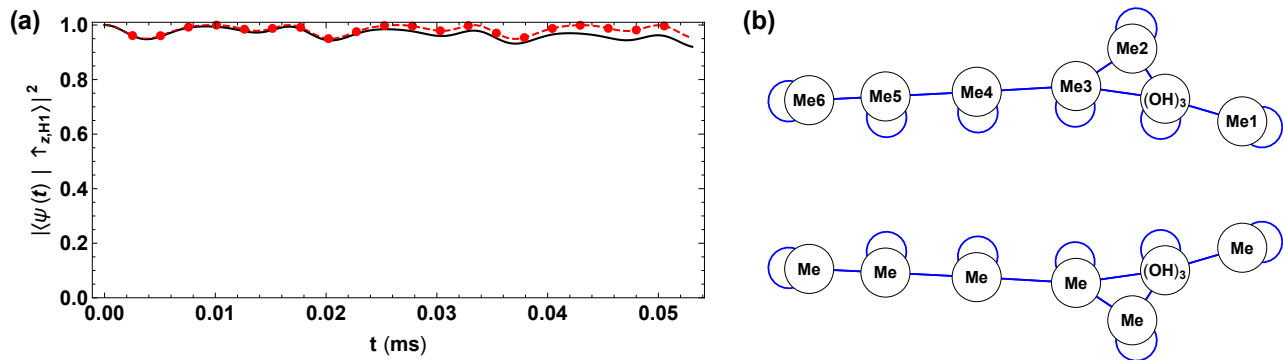 (a)
|⟨ψ(t) | ↑z,H1⟩|²
1.0
0.8
0.6
0.4
0.2
0.0
0.00 0.01 0.02 0.03 0.04 0.05
t (ms)
(b)
Me2
Me6 Me5 Me4 Me3 (OH)₃ Me1
Me Me Me Me (OH)₃ Me
Me